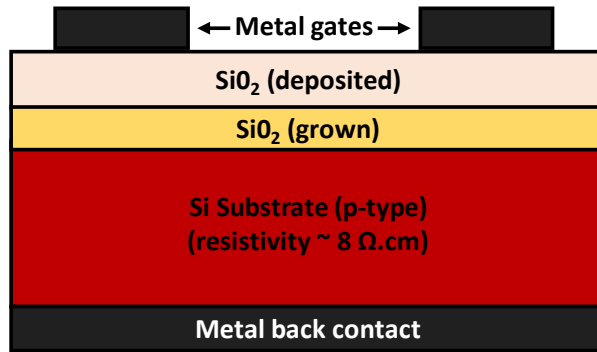 Metal gates
Si0₂ (deposited)
Si0₂ (grown)
Si Substrate (p-type)
(resistivity ~ 8 Ω.cm)
Metal back contact